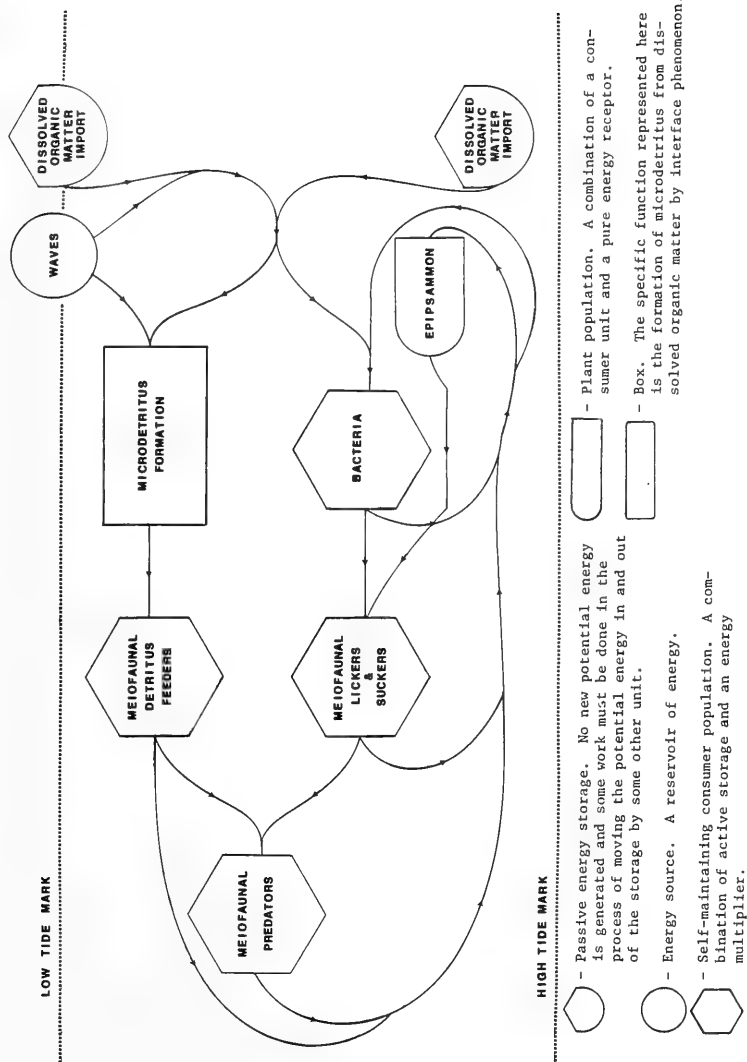 LOW TIDE MARK
DISSOLVED
ORGANIC
MATTER
IMPORT
WAVES
MICRODETRITUS
FORMATION
MEIOFAUNAL
DETRITUS
FEEDERS
MEIOFAUNAL
PREDATORS
MEIOFAUNAL
LICKERS
&
SUCKERS
BACTERIA
EPIPSAMMON
DISSOLVED
ORGANIC
MATTER
IMPORT
HIGH TIDE MARK
- Passive energy storage. No new potential energy
is generated and some work must be done in the
process of moving the potential energy in and out
of the storage by some other unit.
- Energy source. A reservoir of energy.
- Self-maintaining consumer population. A com-
bination of active storage and an energy
multiplier.
- Plant population. A combination of a con-
sumer unit and a pure energy receptor.
- Box. The specific function represented here
is the formation of microdetritus from dis-
solved organic matter by interface phenomenon.